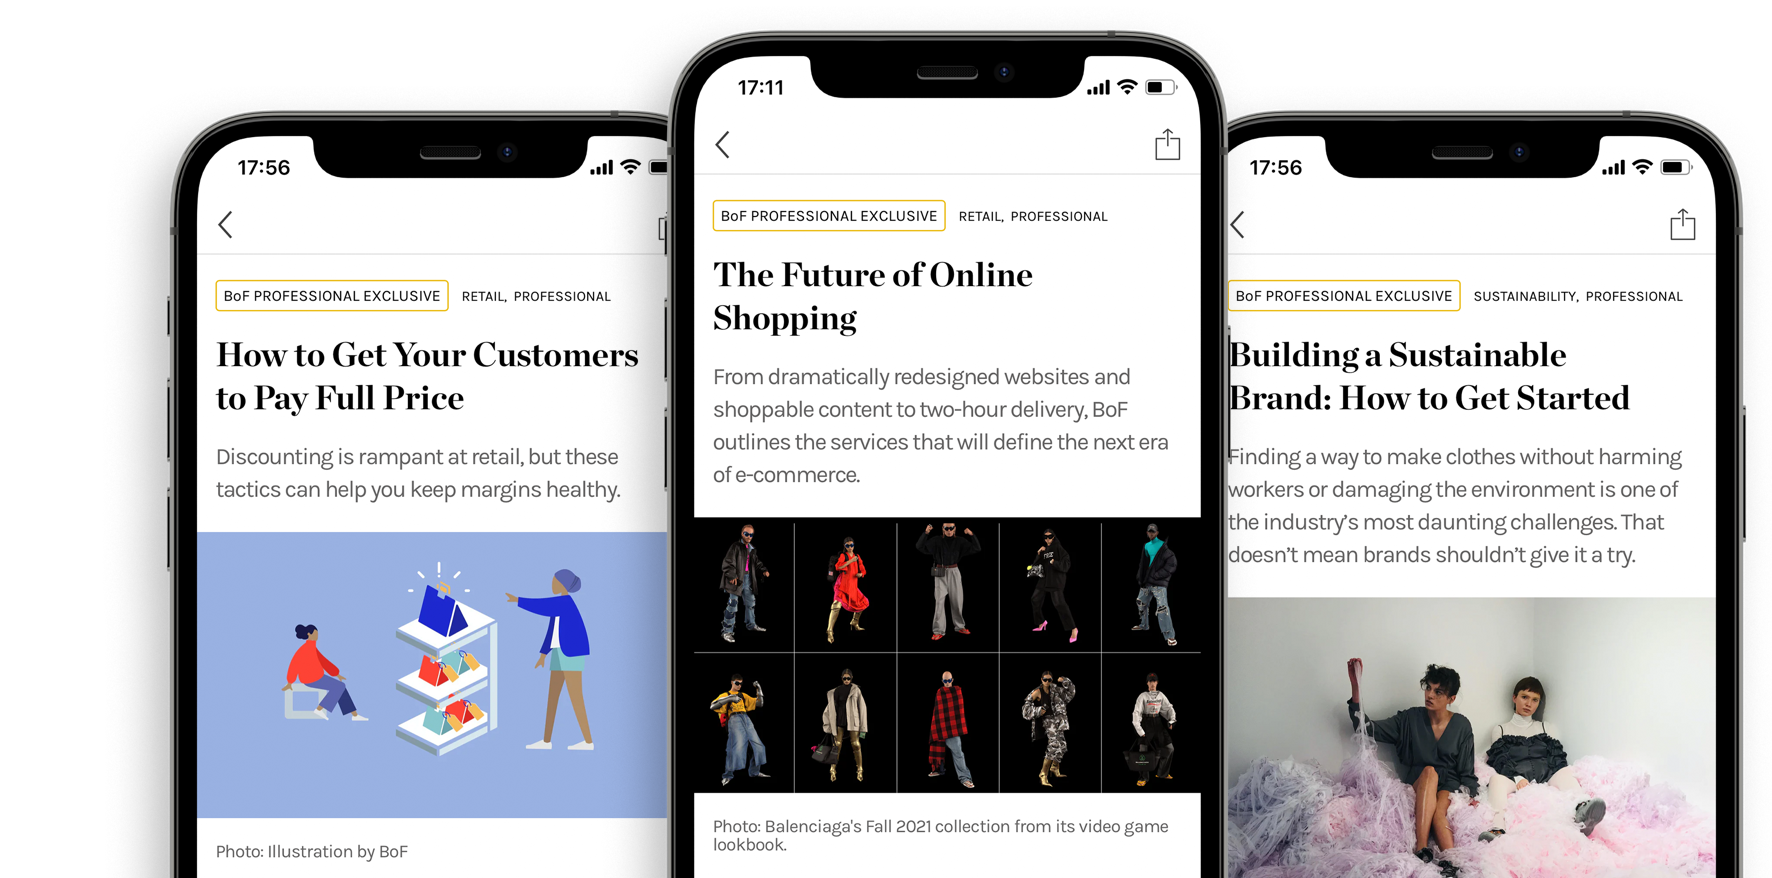 17:56
BoF PROFESSIONAL EXCLUSIVE RETAIL, PROFESSIONAL
How to Get Your Customers
to Pay Full Price
Discounting is rampant at retail, but these
tactics can help you keep margins healthy.
Photo: Illustration by BoF
17:11
BoF PROFESSIONAL EXCLUSIVE RETAIL, PROFESSIONAL
The Future of Online
Shopping
From dramatically redesigned websites and
shoppable content to two-hour delivery, BoF
outlines the services that will define the next era
of e-commerce.
Photo: Balenciaga's Fall 2021 collection from its video game
lookbook.
17:56
BoF PROFESSIONAL EXCLUSIVE SUSTAINABILITY, PROFESSIONAL
Building a Sustainable
Brand: How to Get Started
Finding a way to make clothes without harming
workers or damaging the environment is one of
the industry’s most daunting challenges. That
doesn’t mean brands shouldn’t give it a try.